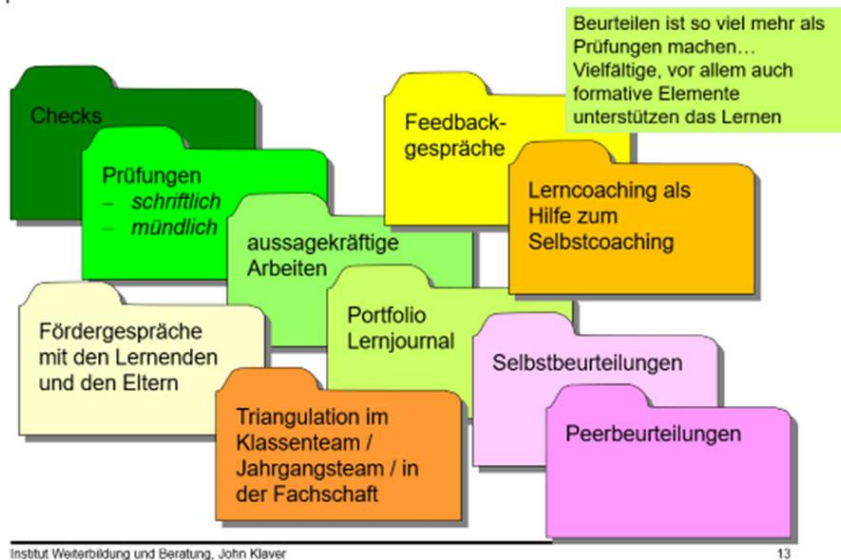 Beurteilen ist so viel mehr als
Prüfungen machen…
Vielfältige, vor allem auch
formative Elemente
unterstützen das Lernen
Checks
Prüfungen
– schriftlich
– mündlich
aussagekräftige
Arbeiten
Feedback-
gespräche
Lerncoaching als
Hilfe zum
Selbstcoaching
Fördergespräche
mit den Lernenden
und den Eltern
Portfolio
Lernjournal
Selbstbeurteilungen
Triangulation im
Klassenteam /
Jahrgangsteam / in
der Fachschaft
Peerbeurteilungen
Institut Weiterbildung und Beratung, John Klaver
13